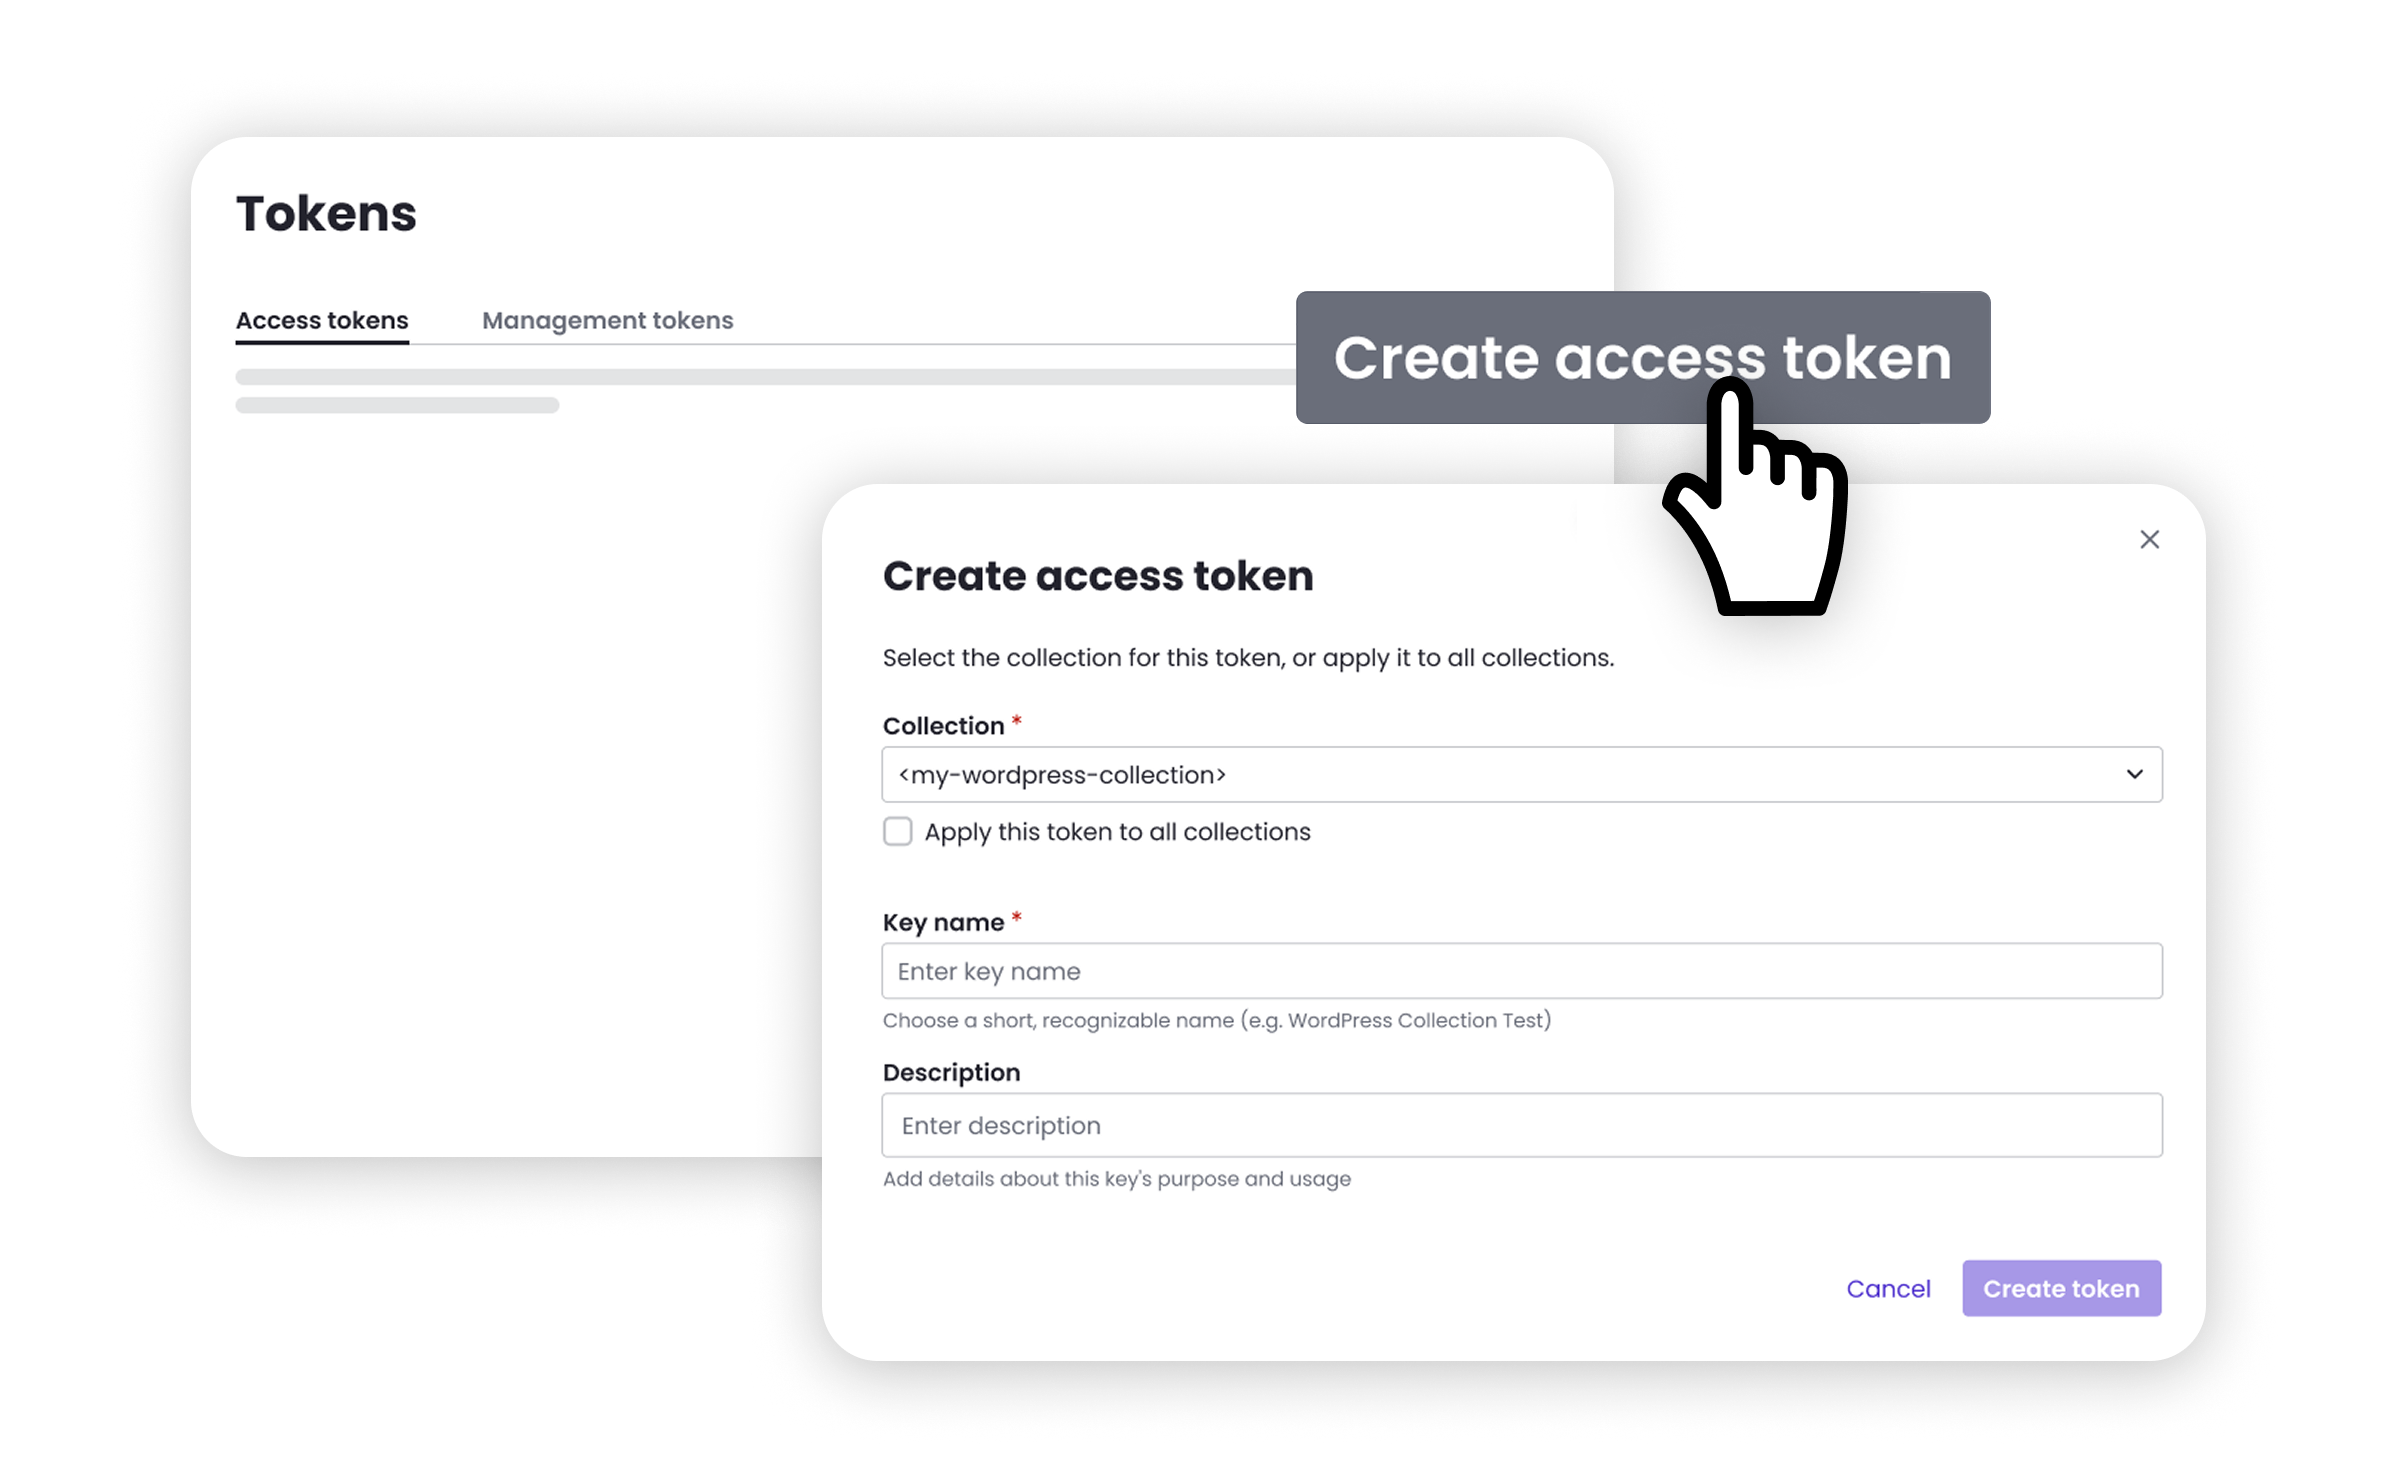 Tokens
Access tokens
Management tokens
Create access token
Create access token
Select the collection for this token, or apply it to all collections.
Collection *
<my-wordpress-collection>
Apply this token to all collections
Key name *
Enter key name
Choose a short, recognizable name (e.g. WordPress Collection Test)
Description
Enter description
Add details about this key's purpose and usage
Cancel
Create token